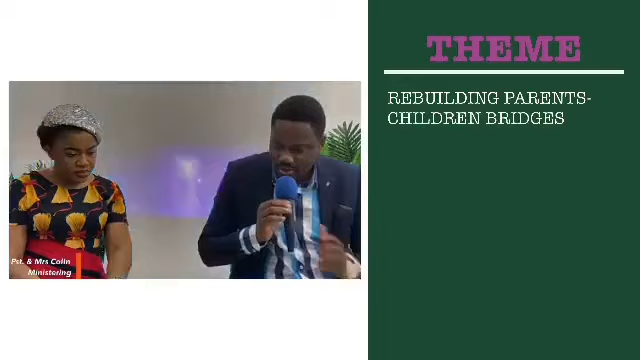 THEME
REBUILDING PARENTS-
CHILDREN BRIDGES
Pst. & Mrs Colin
Ministering